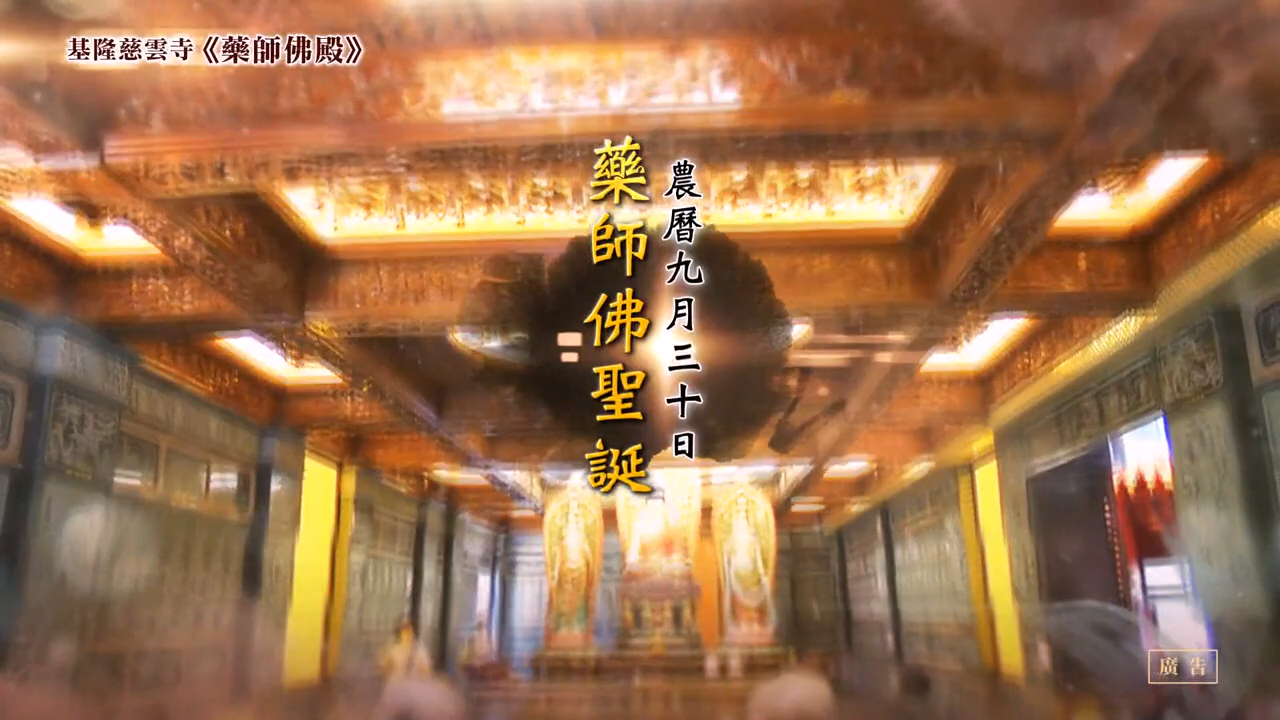 基隆慈雲寺《藥師佛殿》
農曆九月三十日
藥師佛聖誕
廣告